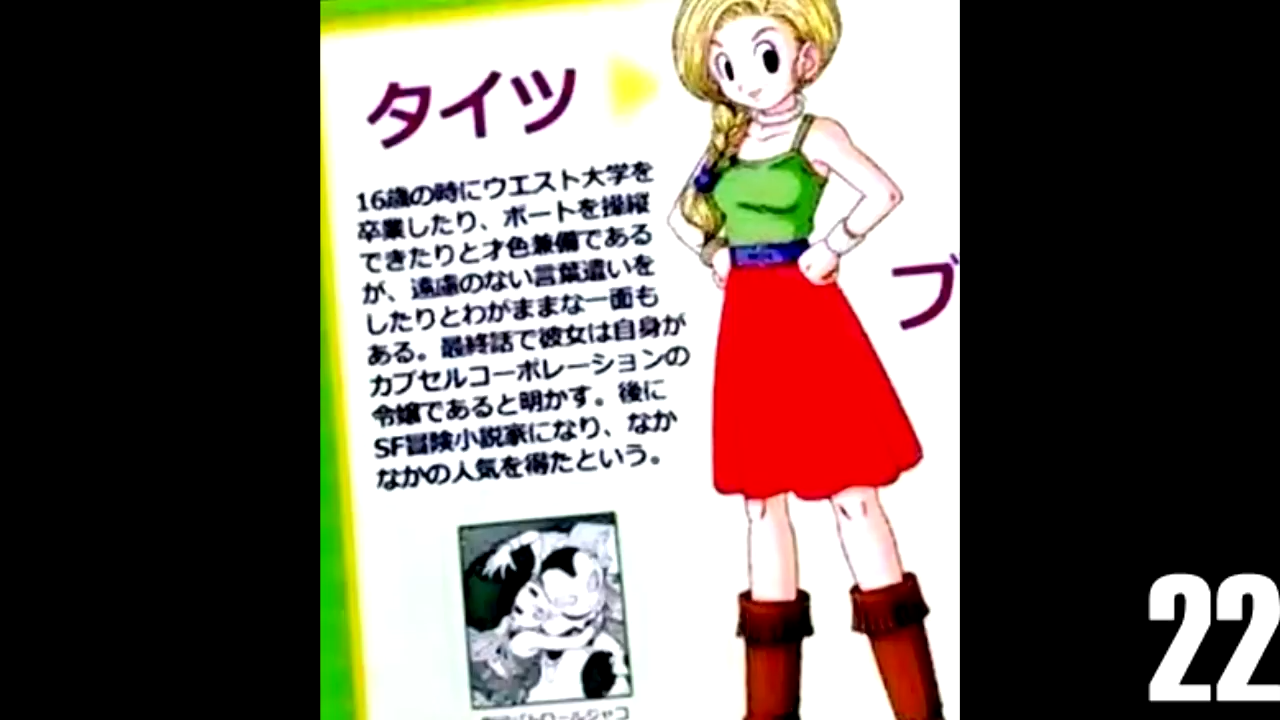 タイツ
16歳の時にウエスト大学を
卒業したり、ボートを操縦
できたりと才色兼備である
が、遠慮のない言葉遣いを
したりとわがままな一面も
ある。最終話で彼女は自身が
カプセルコーポレーションの
令嬢であると明かす。後に
SF冒険小説家になり、なか
なかの人気を得たという。
ブ
22